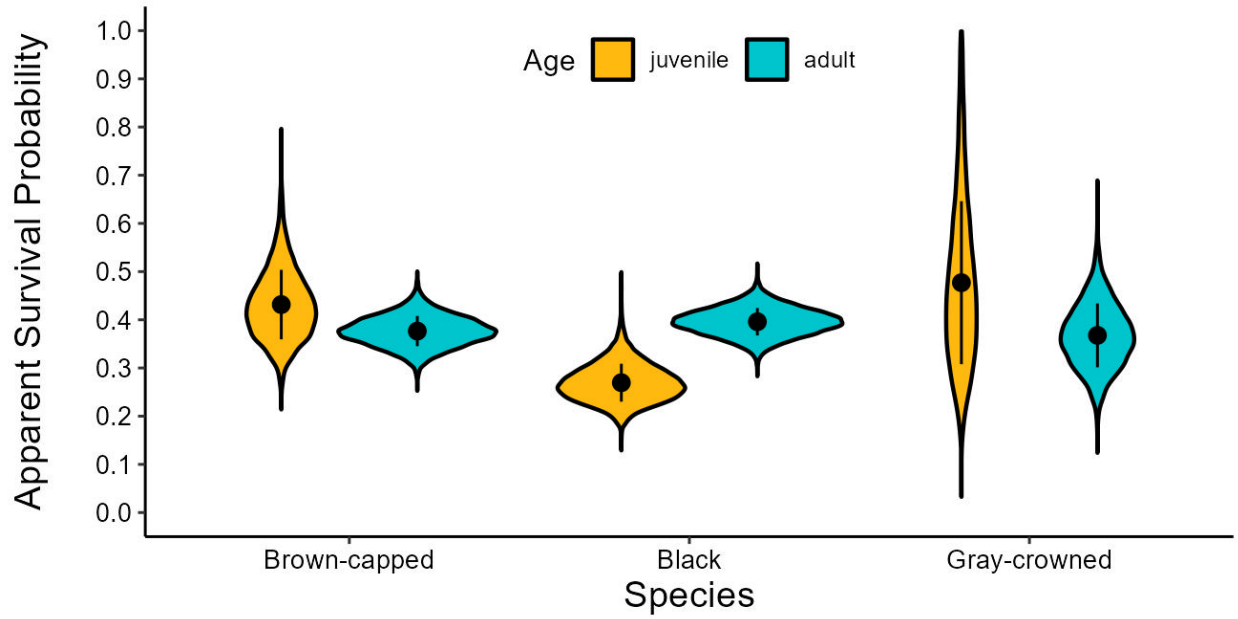 Apparent Survival Probability
1.0
0.9
0.8
0.7
0.6
0.5
0.4
0.3
0.2
0.1
0.0
Age juvenile adult
Brown-capped Black Gray-crowned
Species